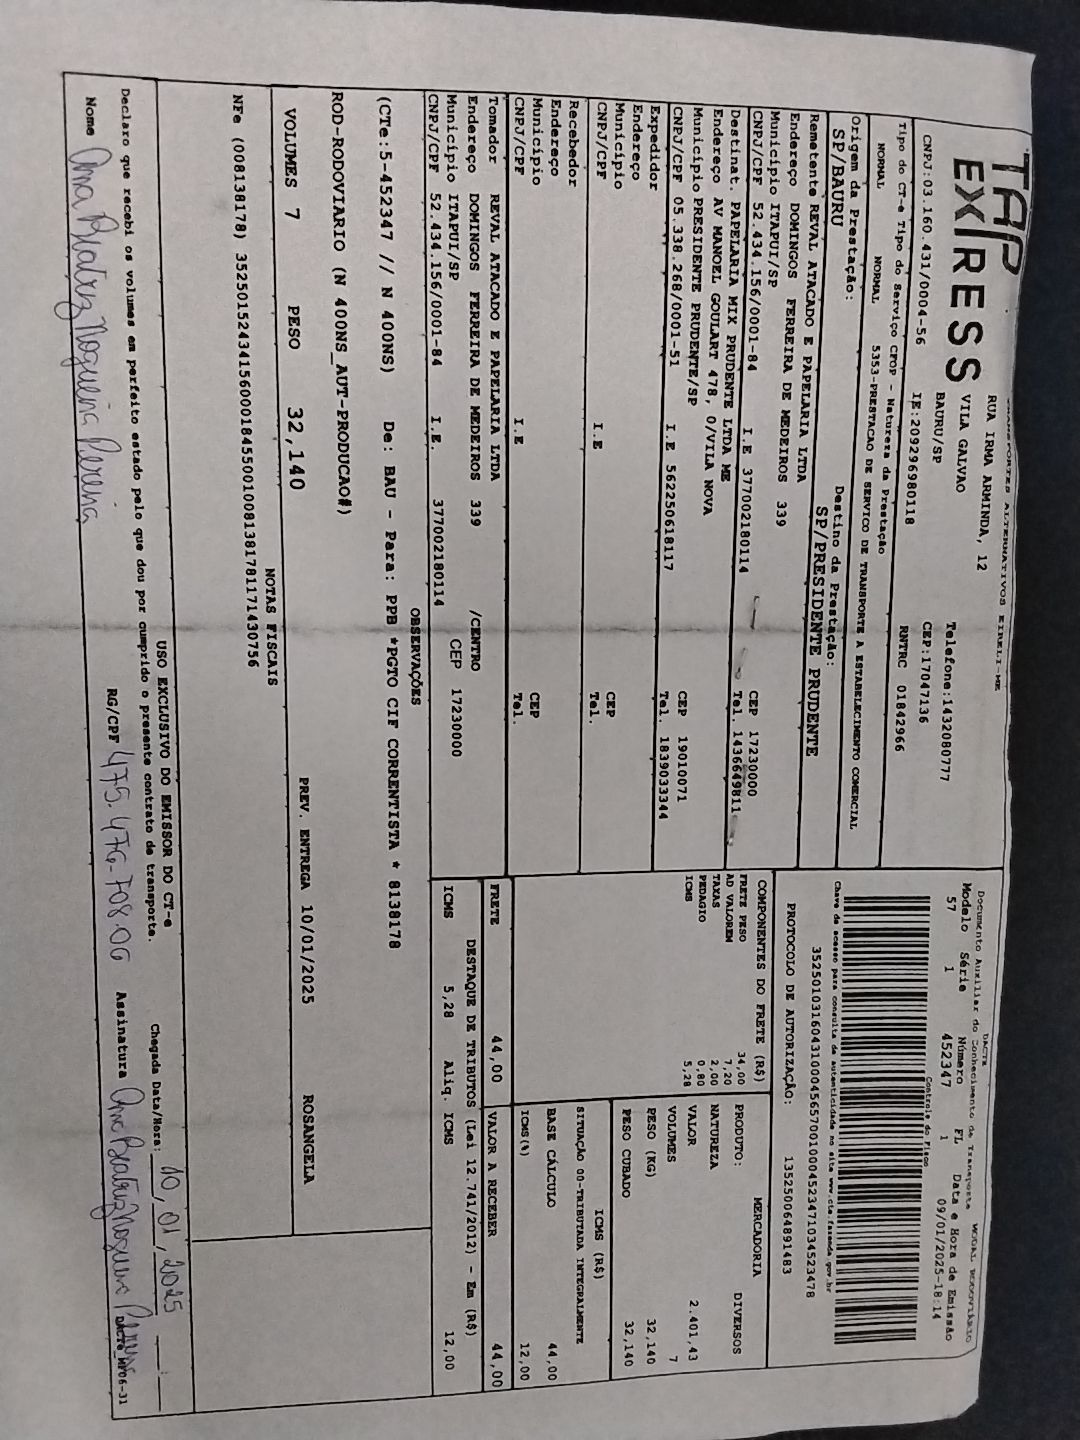 TAP EXPRESS
TRANSPORTES ALTERNATIVOS EIRELI-ME
RUA IRMA ARMINDA, 12
VILA GALVAO
BAURU/SP
Telefone:1432080777
CEP:17047136
CNPJ:03.160.431/0004-56 IE:209296980118 RNTRC 01842966
Tipo do CT-e Tipo do Serviço CFOP - Natureza da Prestação
NORMAL NORMAL 5353-PRESTACAO DE SERVICO DE TRANSPORTE A ESTABELECIMENTO COMERCIAL
Origem da Prestação: Destino da Prestação:
SP/BAURU SP/PRESIDENTE PRUDENTE
DACTE
Documento Auxiliar do Conhecimento de Transporte MODAL RODOVIÁRIO
Modelo Série Número FL Data e Hora de Emissão
57 1 452347 1 09/01/2025-18:14
Controle do Fisco
Chave de acesso para consulta de autenticidade no site www.cte.fazenda.gov.br
35250103160431000456570010004523471034523478
PROTOCOLO DE AUTORIZAÇÃO: 135250064891483
Remetente REVAL ATACADO E PAPELARIA LTDA
Endereço DOMINGOS FERREIRA DE MEDEIROS 339
Município ITAPUI/SP CEP 17230000
CNPJ/CPF 52.434.156/0001-84 I.E 377002180114 Tel. 1436649811
Destinat. PAPELARIA MIX PRUDENTE LTDA ME
Endereço AV MANOEL GOULART 478, 0/VILA NOVA
Município PRESIDENTE PRUDENTE/SP CEP 19010071
CNPJ/CPF 05.338.268/0001-51 I.E 562250618117 Tel. 1839033344
Expedidor
Endereço
Município CEP
CNPJ/CPF I.E Tel.
Recebedor
Endereço
Município CEP
CNPJ/CPF I.E Tel.
Tomador REVAL ATACADO E PAPELARIA LTDA
Endereço DOMINGOS FERREIRA DE MEDEIROS 339 /CENTRO
Município ITAPUI/SP CEP 17230000
CNPJ/CPF 52.434.156/0001-84 I.E. 377002180114
COMPONENTES DO FRETE (R$)
FRETE PESO 34,00
AD VALOREM 7,20
TAXAS 2,00
PEDAGIO 0,80
ICMS 5,28
MERCADORIA
PRODUTO: DIVERSOS
NATUREZA
VALOR 2.401,43
VOLUMES 7
PESO (KG) 32,140
PESO CUBADO 32,140
ICMS (R$)
SITUAÇÃO 00-TRIBUTADA INTEGRALMENTE
BASE CÁLCULO 44,00
ICMS(%) 12,00
FRETE 44,00 VALOR A RECEBER 44,00
DESTAQUE DE TRIBUTOS (Lei 12.741/2012) - Em (R$)
ICMS 5,28 Aliq. ICMS 12,00
OBSERVAÇÕES
(CTe:5-452347 // N 400NS) De: BAU - Para: PPB *PGTO CIF CORRENTISTA * 8138178
ROD-RODOVIARIO (N 400NS_AUT-PRODUCAO#)
VOLUMES 7 PESO 32,140 PREV. ENTREGA 10/01/2025 ROSANGELA
NOTAS FISCAIS
NFe (008138178) 35250152434156000184550010081381781171430756
USO EXCLUSIVO DO EMISSOR DO CT-e
Declaro que recebi os volumes em perfeito estado pelo que dou por cumprido o presente contrato de transporte.
Chegada Data/Hora: 10,01,2025 :
Nome Ana Beatriz Nogueira Pereira RG/CPF 475.476.708.06 Assinatura Ana Beatriz Nogueira Pereira
DACTE_MP06-31